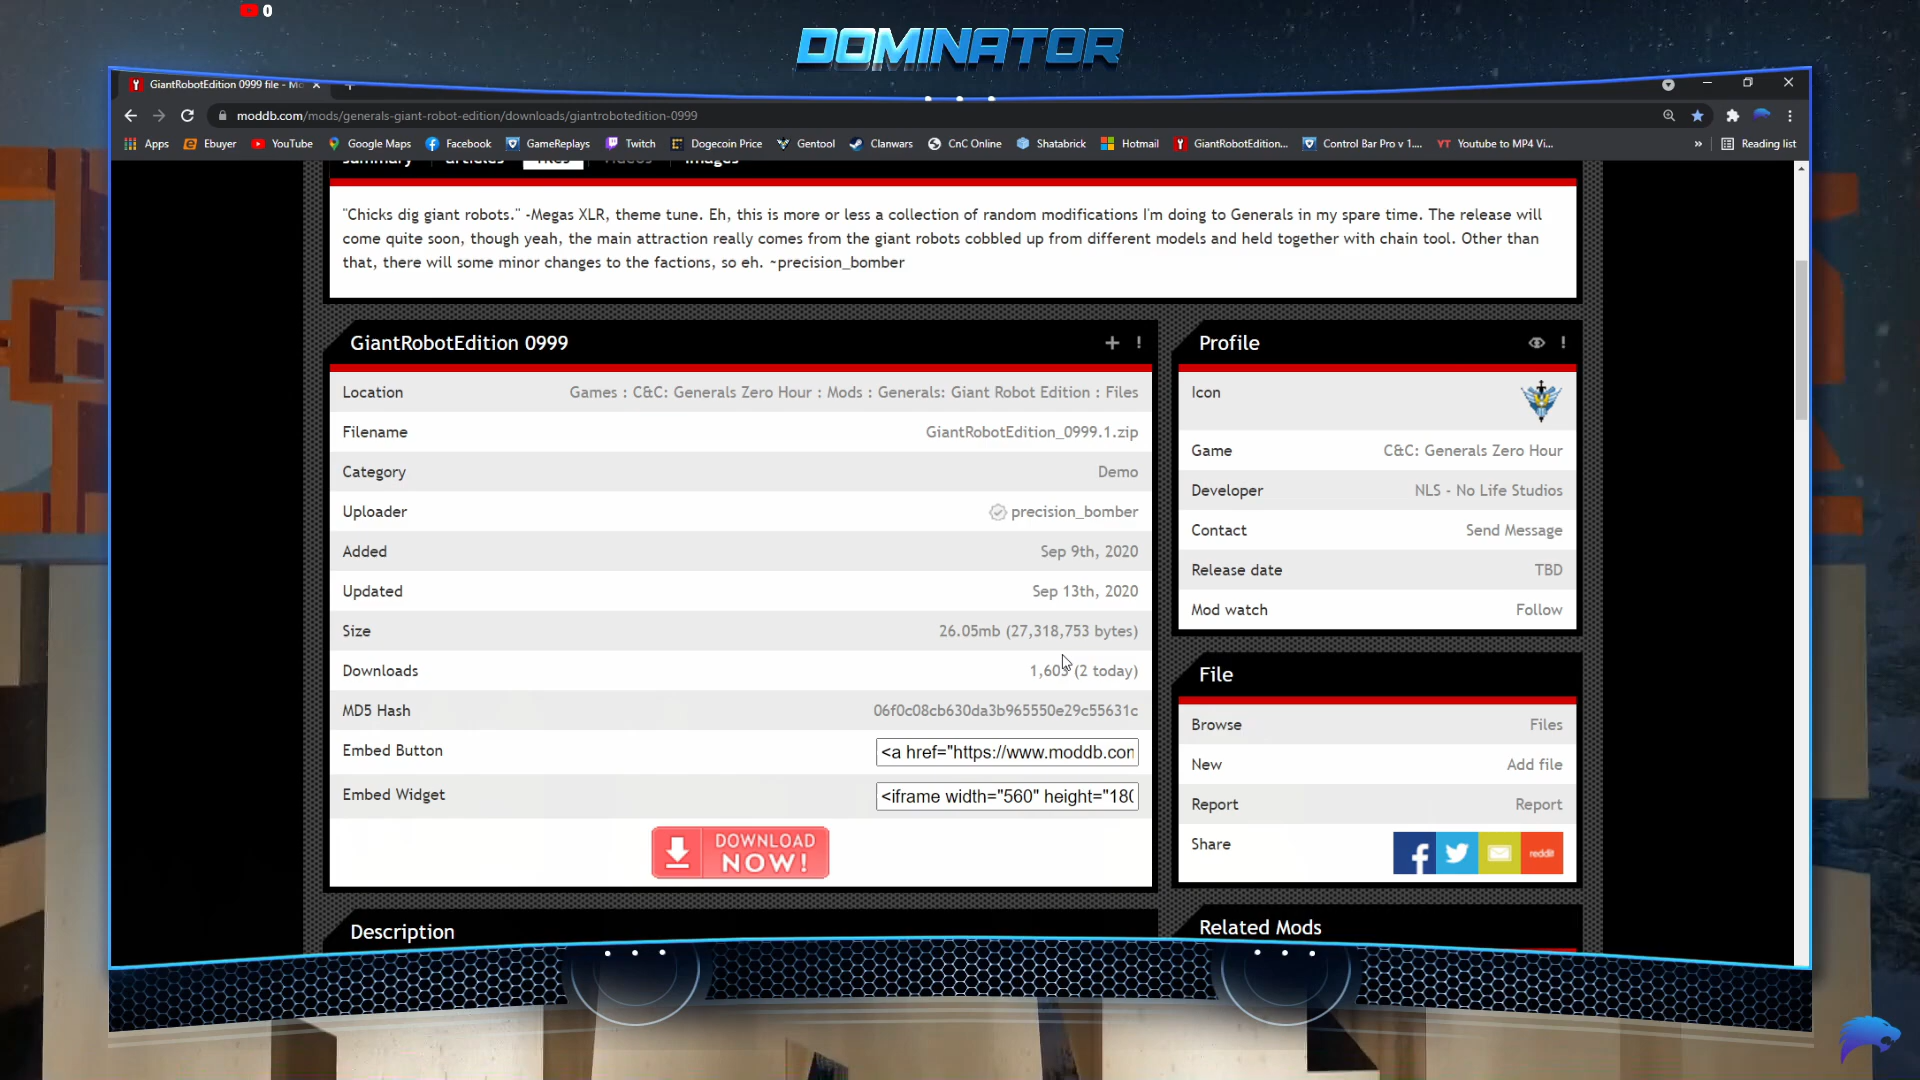 0
DOMINATOR
GiantRobotEdition 0999 file - Mo
moddb.com/mods/generals-giant-robot-edition/downloads/giantrobotedition-0999
Apps Ebuyer YouTube Google Maps Facebook GameReplays Twitch Dogecoin Price Gentool Clanwars CnC Online Shatabrick Hotmail GiantRobotEdition... Control Bar Pro v 1.... Youtube to MP4 Vi... » Reading list
summary articles files videos images
"Chicks dig giant robots." -Megas XLR, theme tune. Eh, this is more or less a collection of random modifications I'm doing to Generals in my spare time. The release will
come quite soon, though yeah, the main attraction really comes from the giant robots cobbled up from different models and held together with chain tool. Other than
that, there will some minor changes to the factions, so eh. ~precision_bomber
GiantRobotEdition 0999
Location Games : C&C: Generals Zero Hour : Mods : Generals: Giant Robot Edition : Files
Filename GiantRobotEdition_0999.1.zip
Category Demo
Uploader precision_bomber
Added Sep 9th, 2020
Updated Sep 13th, 2020
Size 26.05mb (27,318,753 bytes)
Downloads (2 today)
MD5 Hash 06f0c08cb630da3b965550e29c55631c
Embed Button <a href="https://www.moddb.con
Embed Widget <iframe width="560" height="180
DOWNLOAD
NOW!
Description
Profile
Icon
Game C&C: Generals Zero Hour
Developer NLS - No Life Studios
Contact Send Message
Release date TBD
Mod watch Follow
File
Browse Files
New Add file
Report Report
Share reddit
Related Mods